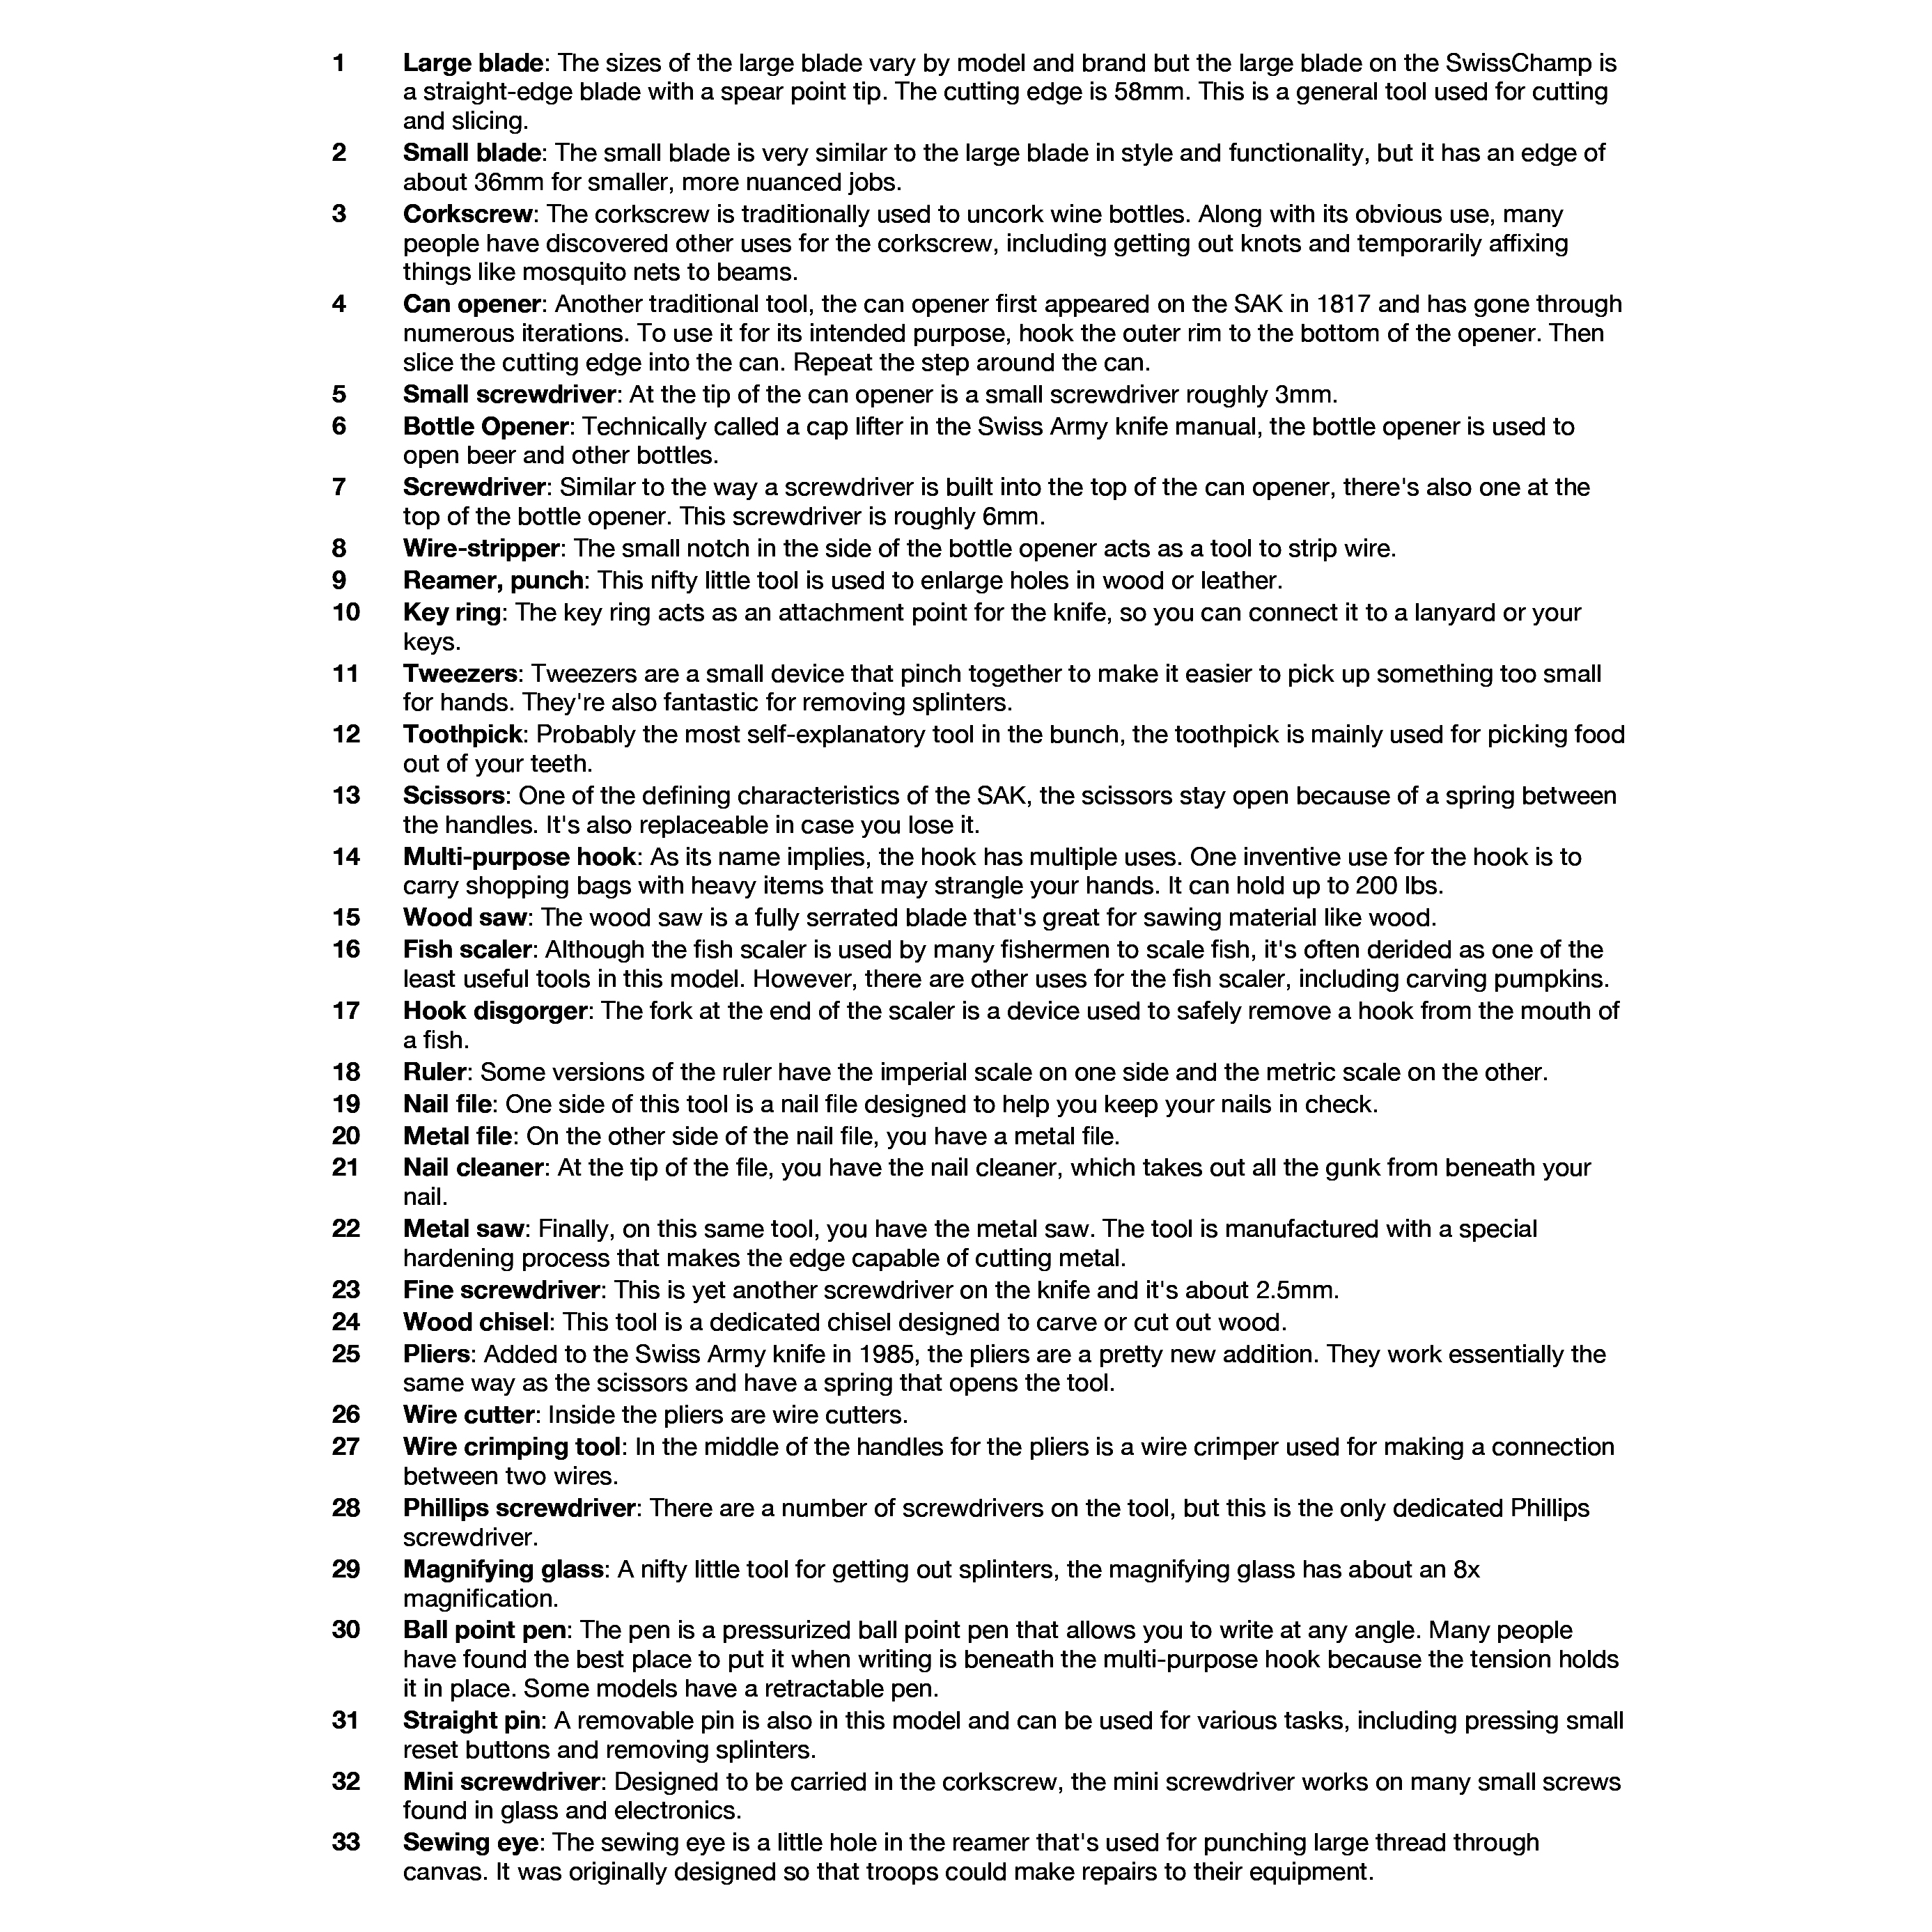 1 Large blade: The sizes of the large blade vary by model and brand but the large blade on the SwissChamp is
a straight-edge blade with a spear point tip. The cutting edge is 58mm. This is a general tool used for cutting
and slicing.
2 Small blade: The small blade is very similar to the large blade in style and functionality, but it has an edge of
about 36mm for smaller, more nuanced jobs.
3 Corkscrew: The corkscrew is traditionally used to uncork wine bottles. Along with its obvious use, many
people have discovered other uses for the corkscrew, including getting out knots and temporarily affixing
things like mosquito nets to beams.
4 Can opener: Another traditional tool, the can opener first appeared on the SAK in 1817 and has gone through
numerous iterations. To use it for its intended purpose, hook the outer rim to the bottom of the opener. Then
slice the cutting edge into the can. Repeat the step around the can.
5 Small screwdriver: At the tip of the can opener is a small screwdriver roughly 3mm.
6 Bottle Opener: Technically called a cap lifter in the Swiss Army knife manual, the bottle opener is used to
open beer and other bottles.
7 Screwdriver: Similar to the way a screwdriver is built into the top of the can opener, there's also one at the
top of the bottle opener. This screwdriver is roughly 6mm.
8 Wire-stripper: The small notch in the side of the bottle opener acts as a tool to strip wire.
9 Reamer, punch: This nifty little tool is used to enlarge holes in wood or leather.
10 Key ring: The key ring acts as an attachment point for the knife, so you can connect it to a lanyard or your
keys.
11 Tweezers: Tweezers are a small device that pinch together to make it easier to pick up something too small
for hands. They're also fantastic for removing splinters.
12 Toothpick: Probably the most self-explanatory tool in the bunch, the toothpick is mainly used for picking food
out of your teeth.
13 Scissors: One of the defining characteristics of the SAK, the scissors stay open because of a spring between
the handles. It's also replaceable in case you lose it.
14 Multi-purpose hook: As its name implies, the hook has multiple uses. One inventive use for the hook is to
carry shopping bags with heavy items that may strangle your hands. It can hold up to 200 lbs.
15 Wood saw: The wood saw is a fully serrated blade that's great for sawing material like wood.
16 Fish scaler: Although the fish scaler is used by many fishermen to scale fish, it's often derided as one of the
least useful tools in this model. However, there are other uses for the fish scaler, including carving pumpkins.
17 Hook disgorger: The fork at the end of the scaler is a device used to safely remove a hook from the mouth of
a fish.
18 Ruler: Some versions of the ruler have the imperial scale on one side and the metric scale on the other.
19 Nail file: One side of this tool is a nail file designed to help you keep your nails in check.
20 Metal file: On the other side of the nail file, you have a metal file.
21 Nail cleaner: At the tip of the file, you have the nail cleaner, which takes out all the gunk from beneath your
nail.
22 Metal saw: Finally, on this same tool, you have the metal saw. The tool is manufactured with a special
hardening process that makes the edge capable of cutting metal.
23 Fine screwdriver: This is yet another screwdriver on the knife and it's about 2.5mm.
24 Wood chisel: This tool is a dedicated chisel designed to carve or cut out wood.
25 Pliers: Added to the Swiss Army knife in 1985, the pliers are a pretty new addition. They work essentially the
same way as the scissors and have a spring that opens the tool.
26 Wire cutter: Inside the pliers are wire cutters.
27 Wire crimping tool: In the middle of the handles for the pliers is a wire crimper used for making a connection
between two wires.
28 Phillips screwdriver: There are a number of screwdrivers on the tool, but this is the only dedicated Phillips
screwdriver.
29 Magnifying glass: A nifty little tool for getting out splinters, the magnifying glass has about an 8x
magnification.
30 Ball point pen: The pen is a pressurized ball point pen that allows you to write at any angle. Many people
have found the best place to put it when writing is beneath the multi-purpose hook because the tension holds
it in place. Some models have a retractable pen.
31 Straight pin: A removable pin is also in this model and can be used for various tasks, including pressing small
reset buttons and removing splinters.
32 Mini screwdriver: Designed to be carried in the corkscrew, the mini screwdriver works on many small screws
found in glass and electronics.
33 Sewing eye: The sewing eye is a little hole in the reamer that's used for punching large thread through
canvas. It was originally designed so that troops could make repairs to their equipment.